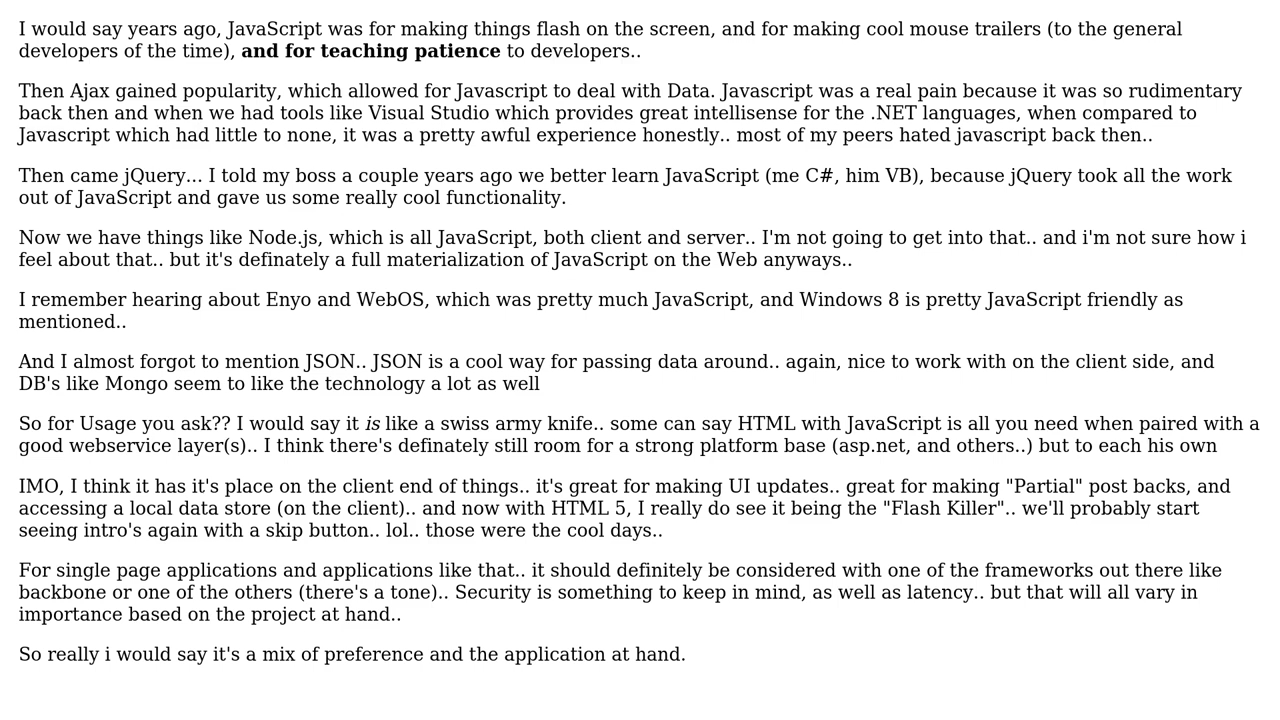 I would say years ago, JavaScript was for making things flash on the screen, and for making cool mouse trailers (to the general
developers of the time), and for teaching patience to developers..
Then Ajax gained popularity, which allowed for Javascript to deal with Data. Javascript was a real pain because it was so rudimentary
back then and when we had tools like Visual Studio which provides great intellisense for the .NET languages, when compared to
Javascript which had little to none, it was a pretty awful experience honestly.. most of my peers hated javascript back then..
Then came jQuery... I told my boss a couple years ago we better learn JavaScript (me C#, him VB), because jQuery took all the work
out of JavaScript and gave us some really cool functionality.
Now we have things like Node.js, which is all JavaScript, both client and server.. I'm not going to get into that.. and i'm not sure how i
feel about that.. but it's definately a full materialization of JavaScript on the Web anyways..
I remember hearing about Enyo and WebOS, which was pretty much JavaScript, and Windows 8 is pretty JavaScript friendly as
mentioned..
And I almost forgot to mention JSON.. JSON is a cool way for passing data around.. again, nice to work with on the client side, and
DB's like Mongo seem to like the technology a lot as well
So for Usage you ask?? I would say it is like a swiss army knife.. some can say HTML with JavaScript is all you need when paired with a
good webservice layer(s).. I think there's definately still room for a strong platform base (asp.net, and others..) but to each his own
IMO, I think it has it's place on the client end of things.. it's great for making UI updates.. great for making "Partial" post backs, and
accessing a local data store (on the client).. and now with HTML 5, I really do see it being the "Flash Killer".. we'll probably start
seeing intro's again with a skip button.. lol.. those were the cool days..
For single page applications and applications like that.. it should definitely be considered with one of the frameworks out there like
backbone or one of the others (there's a tone).. Security is something to keep in mind, as well as latency.. but that will all vary in
importance based on the project at hand..
So really i would say it's a mix of preference and the application at hand.